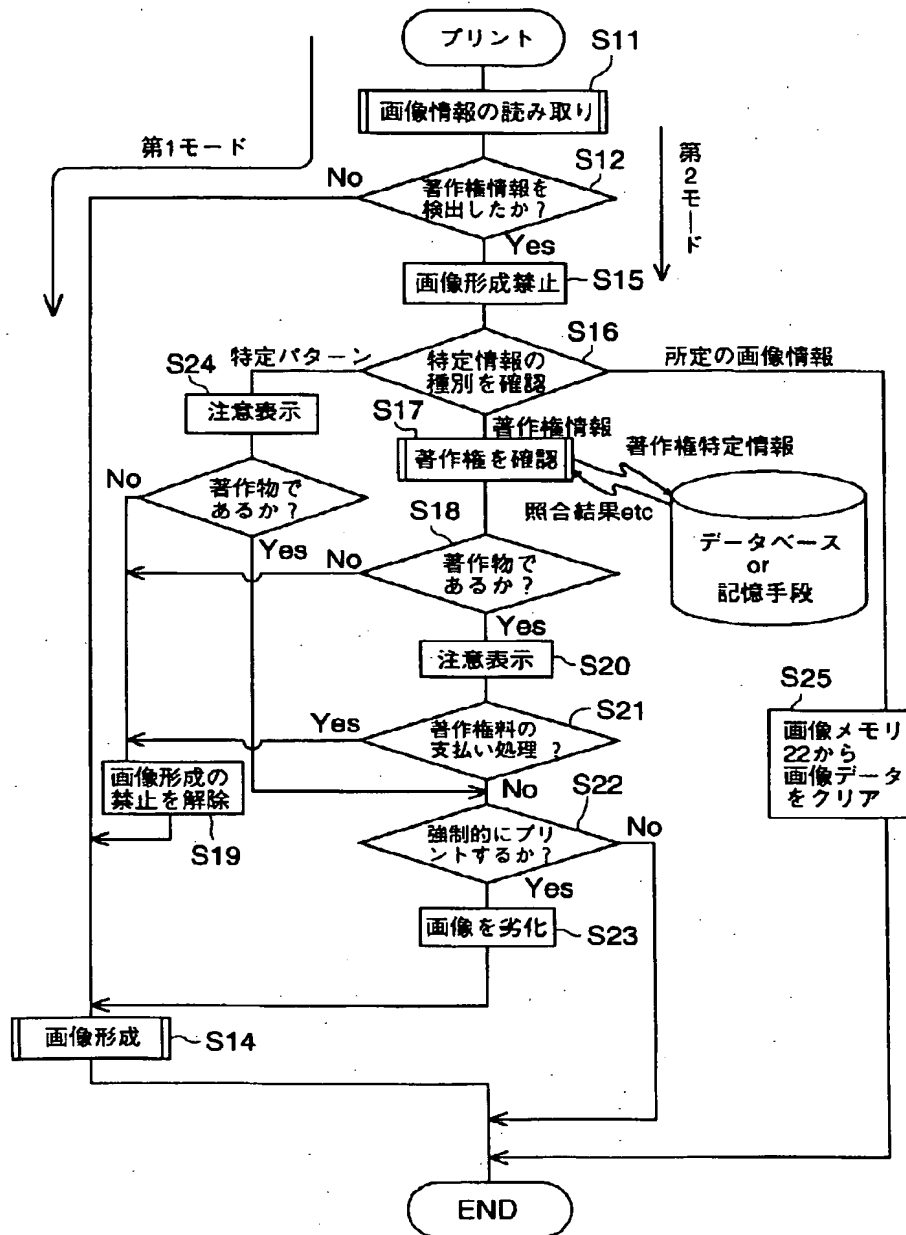 プリント
S11
画像情報の読み取り
第1モード
第2モード
S12
No
著作権情報を
検出したか?
Yes
画像形成禁止
S15
S16
特定パターン
特定情報の
種別を確認
所定の画像情報
S24
注意表示
S17
著作権情報
著作権を確認
著作権特定情報
照合結果etc
No
著作物で
あるか?
Yes
S18
No
著作物で
あるか?
データベース
or
記憶手段
Yes
注意表示
S20
S21
Yes
著作権料の
支払い処理?
S25
画像メモリ
22から
画像データ
をクリア
画像形成の
禁止を解除
S19
No
S22
強制的にプリ
ントするか?
No
Yes
画像を劣化
S23
画像形成
S14
END